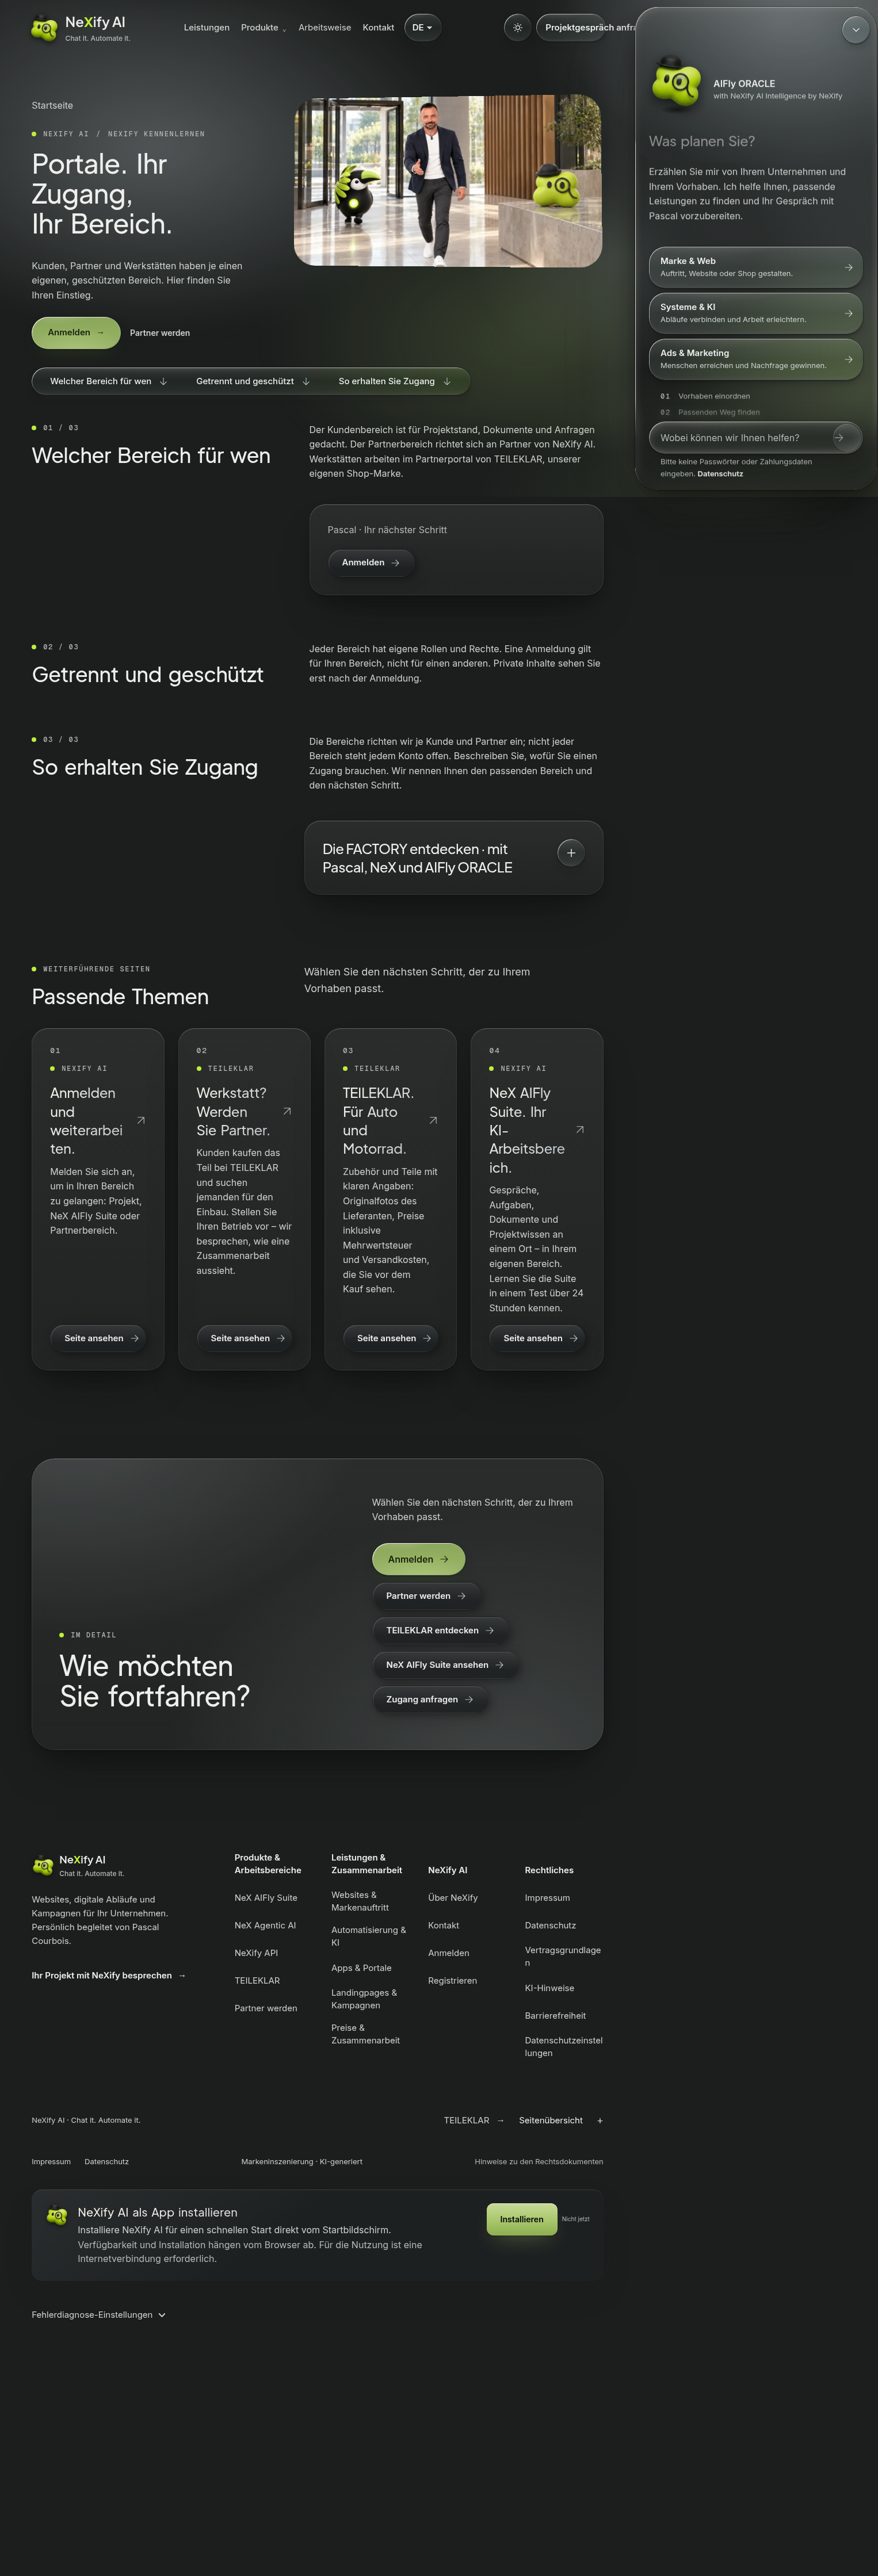 NeXify AI
Chat it. Automate it.
Leistungen
Produkte
Arbeitsweise
Kontakt
DE
Projektgespräch anfra
AIFly ORACLE
with NeXify AI Intelligence by NeXify
Was planen Sie?
Erzählen Sie mir von Ihrem Unternehmen und
Ihrem Vorhaben. Ich helfe Ihnen, passende
Leistungen zu finden und Ihr Gespräch mit
Pascal vorzubereiten.
Marke & Web
Auftritt, Website oder Shop gestalten.
Systeme & KI
Abläufe verbinden und Arbeit erleichtern.
Ads & Marketing
Menschen erreichen und Nachfrage gewinnen.
01 Vorhaben einordnen
02 Passenden Weg finden
Wobei können wir Ihnen helfen?
Bitte keine Passwörter oder Zahlungsdaten
eingeben. Datenschutz
Startseite
NEXIFY AI / NEXIFY KENNENLERNEN
Portale. Ihr
Zugang,
Ihr Bereich.
Kunden, Partner und Werkstätten haben je einen
eigenen, geschützten Bereich. Hier finden Sie
Ihren Einstieg.
Anmelden →
Partner werden
Welcher Bereich für wen ↓
Getrennt und geschützt ↓
So erhalten Sie Zugang ↓
01 / 03
Welcher Bereich für wen
Der Kundenbereich ist für Projektstand, Dokumente und Anfragen
gedacht. Der Partnerbereich richtet sich an Partner von NeXify AI.
Werkstätten arbeiten im Partnerportal von TEILEKLAR, unserer
eigenen Shop-Marke.
Pascal · Ihr nächster Schritt
Anmelden →
02 / 03
Getrennt und geschützt
Jeder Bereich hat eigene Rollen und Rechte. Eine Anmeldung gilt
für Ihren Bereich, nicht für einen anderen. Private Inhalte sehen Sie
erst nach der Anmeldung.
03 / 03
So erhalten Sie Zugang
Die Bereiche richten wir je Kunde und Partner ein; nicht jeder
Bereich steht jedem Konto offen. Beschreiben Sie, wofür Sie einen
Zugang brauchen. Wir nennen Ihnen den passenden Bereich und
den nächsten Schritt.
Die FACTORY entdecken · mit
Pascal, NeX und AIFly ORACLE
+
WEITERFÜHRENDE SEITEN
Passende Themen
Wählen Sie den nächsten Schritt, der zu Ihrem
Vorhaben passt.
01
NEXIFY AI
Anmelden
und
weiterarbei
ten.
Melden Sie sich an,
um in Ihren Bereich
zu gelangen: Projekt,
NeX AIFly Suite oder
Partnerbereich.
Seite ansehen →
02
TEILEKLAR
Werkstatt?
Werden
Sie Partner.
Kunden kaufen das
Teil bei TEILEKLAR
und suchen
jemanden für den
Einbau. Stellen Sie
Ihren Betrieb vor – wir
besprechen, wie eine
Zusammenarbeit
aussieht.
Seite ansehen →
03
TEILEKLAR
TEILEKLAR.
Für Auto
und
Motorrad.
Zubehör und Teile mit
klaren Angaben:
Originalfotos des
Lieferanten, Preise
inklusive
Mehrwertsteuer
und Versandkosten,
die Sie vor dem
Kauf sehen.
Seite ansehen →
04
NEXIFY AI
NeX AIFly
Suite. Ihr
KI-
Arbeitsbere
ich.
Gespräche,
Aufgaben,
Dokumente und
Projektwissen an
einem Ort – in Ihrem
eigenen Bereich.
Lernen Sie die Suite
in einem Test über 24
Stunden kennen.
Seite ansehen →
IM DETAIL
Wie möchten
Sie fortfahren?
Wählen Sie den nächsten Schritt, der zu Ihrem
Vorhaben passt.
Anmelden →
Partner werden →
TEILEKLAR entdecken →
NeX AIFly Suite ansehen →
Zugang anfragen →
NeXify AI
Chat it. Automate it.
Websites, digitale Abläufe und
Kampagnen für Ihr Unternehmen.
Persönlich begleitet von Pascal
Courbois.
Ihr Projekt mit NeXify besprechen →
Produkte &
Arbeitsbereiche
NeX AIFly Suite
NeX Agentic AI
NeXify API
TEILEKLAR
Partner werden
Leistungen &
Zusammenarbeit
Websites &
Markenauftritt
Automatisierung &
KI
Apps & Portale
Landingpages &
Kampagnen
Preise &
Zusammenarbeit
NeXify AI
Über NeXify
Kontakt
Anmelden
Registrieren
Rechtliches
Impressum
Datenschutz
Vertragsgrundlage
n
KI-Hinweise
Barrierefreiheit
Datenschutzeinstel
lungen
NeXify AI · Chat it. Automate it.
TEILEKLAR →
Seitenübersicht +
Impressum
Datenschutz
Markeninszenierung · KI-generiert
Hinweise zu den Rechtsdokumenten
NeXify AI als App installieren
Installiere NeXify AI für einen schnellen Start direkt vom Startbildschirm.
Verfügbarkeit und Installation hängen vom Browser ab. Für die Nutzung ist eine
Internetverbindung erforderlich.
Installieren
Nicht jetzt
Fehlerdiagnose-Einstellungen